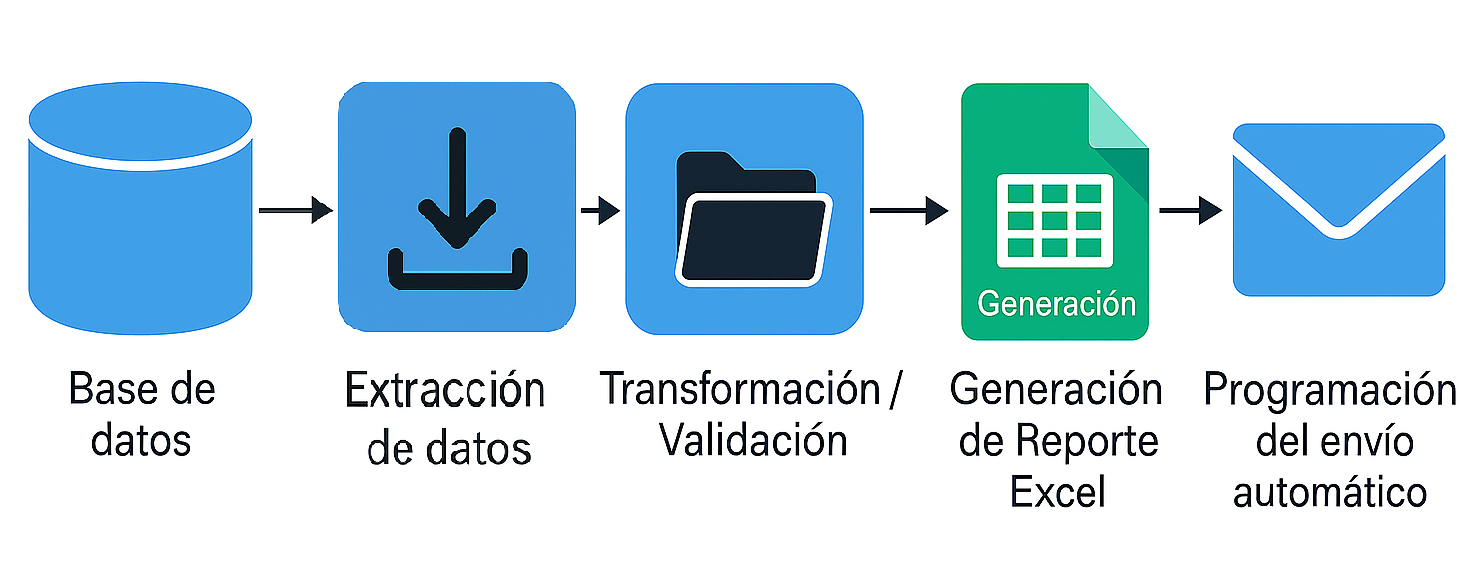 Generación
Base de
datos
Extracción
de datos
Transformación /
Validación
Generación
de Reporte
Excel
Programación
del envío
automático